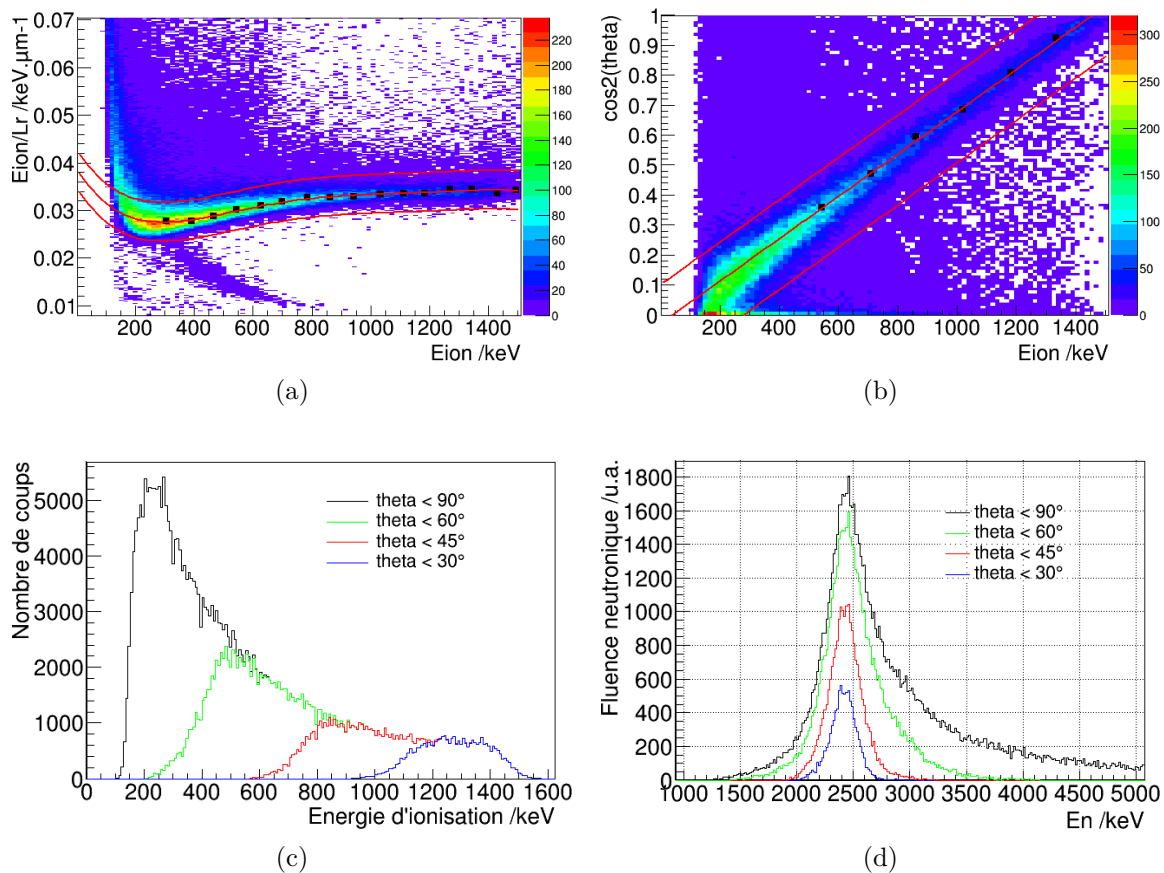 Eion/Lr /keV.µm-1
0.07
0.06
0.05
0.04
0.03
0.02
0.01
200 400 600 800 1000 1200 1400
Eion /keV
220
200
180
160
140
120
100
80
60
40
20
0
(a)
cos2(theta)
1
0.9
0.8
0.7
0.6
0.5
0.4
0.3
0.2
0.1
0
200 400 600 800 1000 1200 1400
Eion /keV
300
250
200
150
100
50
0
(b)
Nombre de coups
5000
4000
3000
2000
1000
0
0 200 400 600 800 1000 1200 1400 1600
Energie d'ionisation /keV
theta < 90°
theta < 60°
theta < 45°
theta < 30°
(c)
Fluence neutronique /u.a.
1800
1600
1400
1200
1000
800
600
400
200
0
1000 1500 2000 2500 3000 3500 4000 4500 5000
En /keV
theta < 90°
theta < 60°
theta < 45°
theta < 30°
(d)